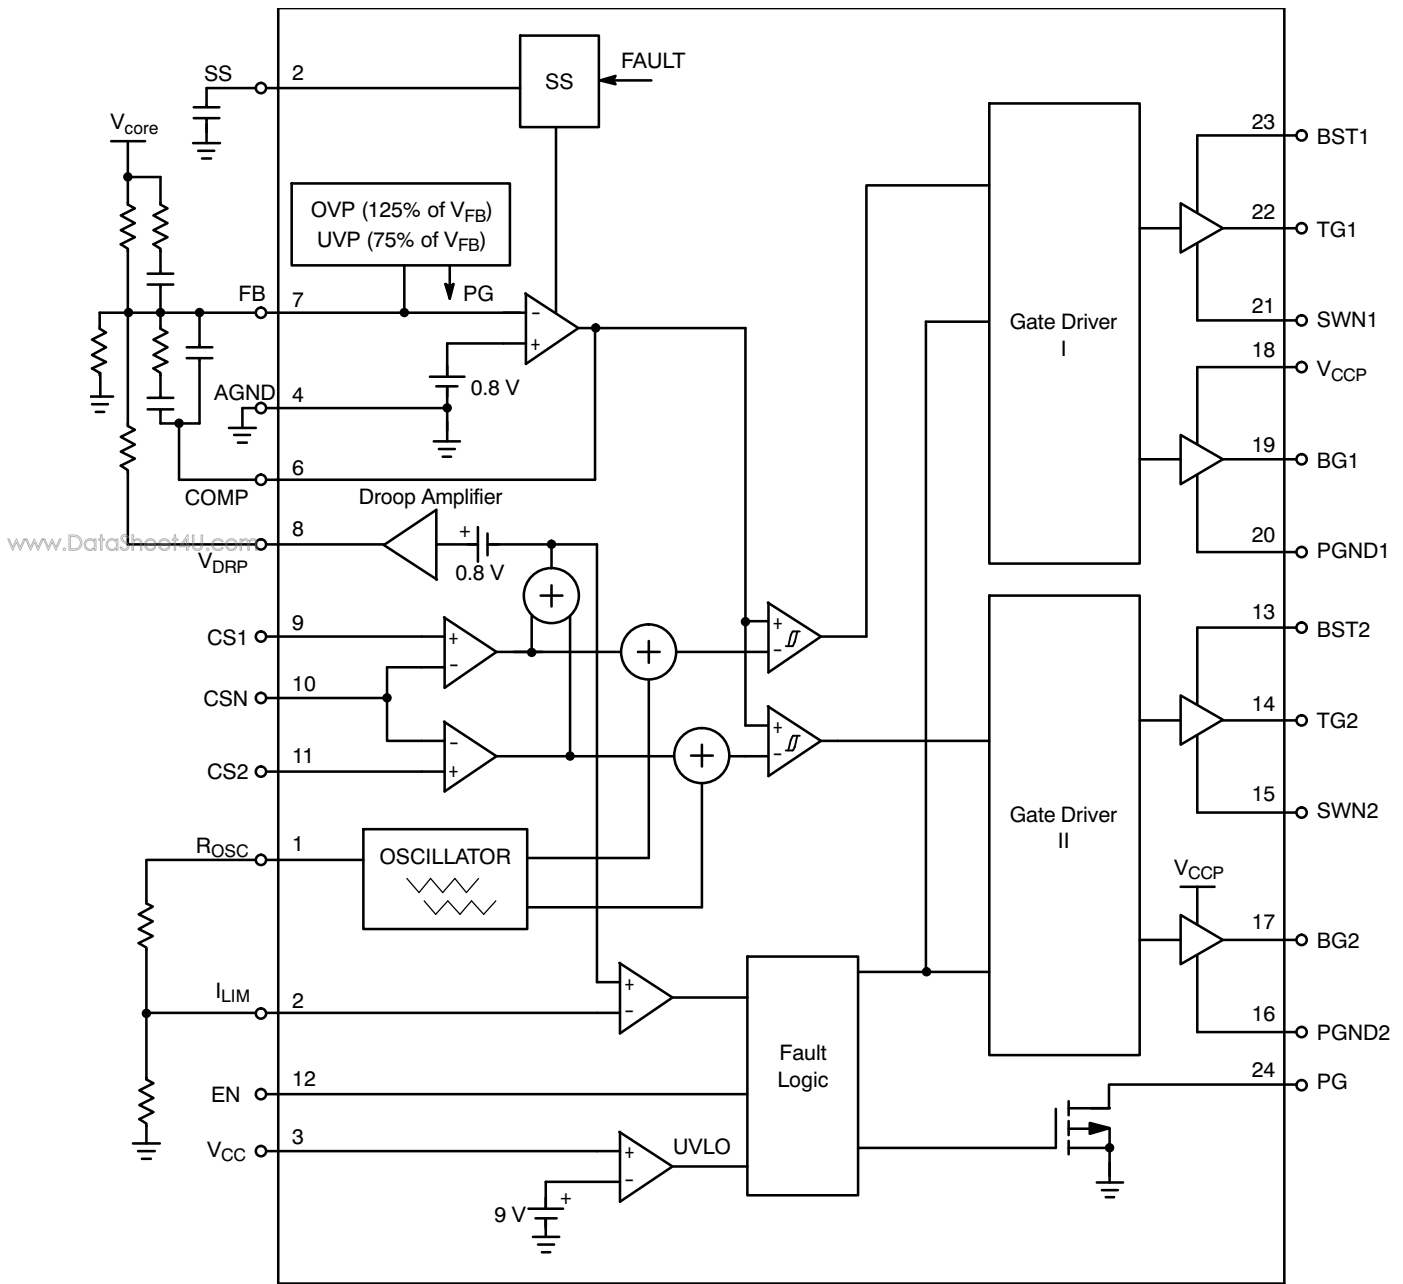 SS
2
SS
FAULT
Vcore
OVP (125% of VFB)
UVP (75% of VFB)
PG
FB
7
−
+
0.8 V
AGND
4
6
COMP
Droop Amplifier
www.DataSheet4U.com
8
VDRP
+
0.8 V
+
CS1
9
+
−
+
+
−
CSN
10
CS2
11
−
+
+
+
−
ROSC
1
OSCILLATOR
ILIM
2
+
−
EN
12
VCC
3
+
−
UVLO
9 V
+
Fault
Logic
Gate Driver
I
Gate Driver
II
23
BST1
22
TG1
21
SWN1
18
VCCP
19
BG1
20
PGND1
13
BST2
14
TG2
15
SWN2
VCCP
17
BG2
16
PGND2
24
PG